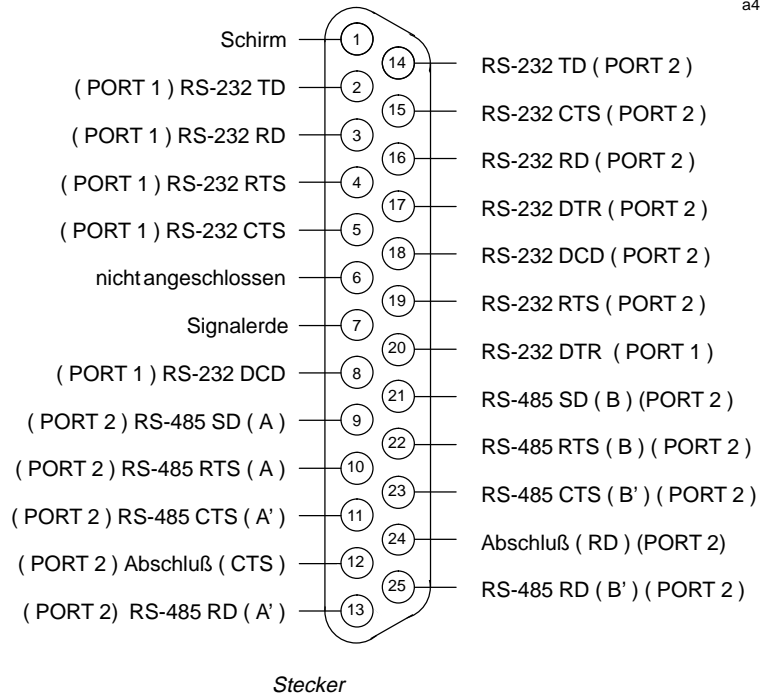 a4
Schirm 1
14 RS-232 TD ( PORT 2 )
( PORT 1 ) RS-232 TD 2
15 RS-232 CTS ( PORT 2 )
( PORT 1) RS-232 RD 3
16 RS-232 RD ( PORT 2 )
( PORT 1) RS-232 RTS 4
17 RS-232 DTR ( PORT 2 )
( PORT 1 ) RS-232 CTS 5
18 RS-232 DCD ( PORT 2 )
nicht angeschlossen 6
19 RS-232 RTS ( PORT 2 )
Signalerde 7
20 RS-232 DTR ( PORT 1 )
( PORT 1 ) RS-232 DCD 8
21 RS-485 SD ( B ) (PORT 2 )
( PORT 2 ) RS-485 SD ( A ) 9
22 RS-485 RTS ( B ) ( PORT 2 )
( PORT 2 ) RS-485 RTS ( A ) 10
23 RS-485 CTS ( B' ) ( PORT 2 )
( PORT 2 ) RS-485 CTS ( A' ) 11
24 Abschluß ( RD ) (PORT 2)
( PORT 2 ) Abschluß ( CTS ) 12
25 RS-485 RD ( B' ) ( PORT 2 )
( PORT 2) RS-485 RD ( A' ) 13
Stecker